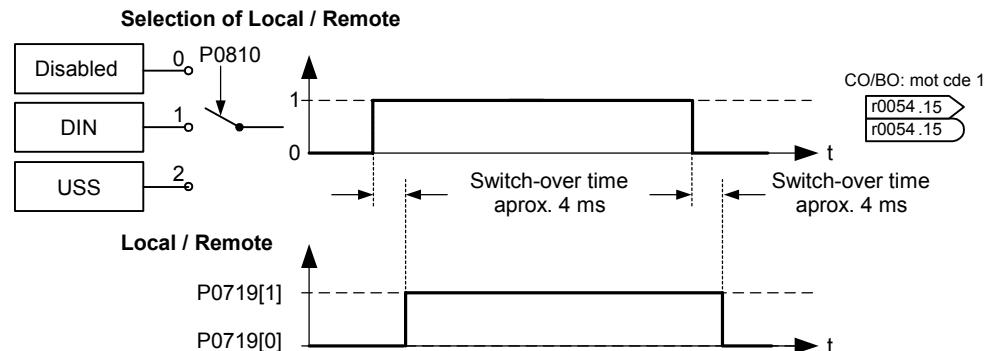 Selection of Local / Remote
Disabled
0
P0810
DIN
1
USS
2
1
0
t
CO/BO: mot cde 1
r0054 .15
r0054 .15
Switch-over time
aprox. 4 ms
Switch-over time
aprox. 4 ms
Local / Remote
P0719[1]
P0719[0]
t